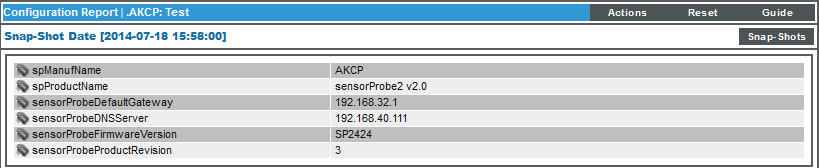 Configuration Report | .AKCP: Test Actions Reset Guide
Snap-Shot Date [2014-07-18 15:58:00] Snap-Shots
spManufName AKCP
spProductName sensorProbe2 v2.0
sensorProbeDefaultGateway 192.168.32.1
sensorProbeDNSServer 192.168.40.111
sensorProbeFirmwareVersion SP2424
sensorProbeProductRevision 3